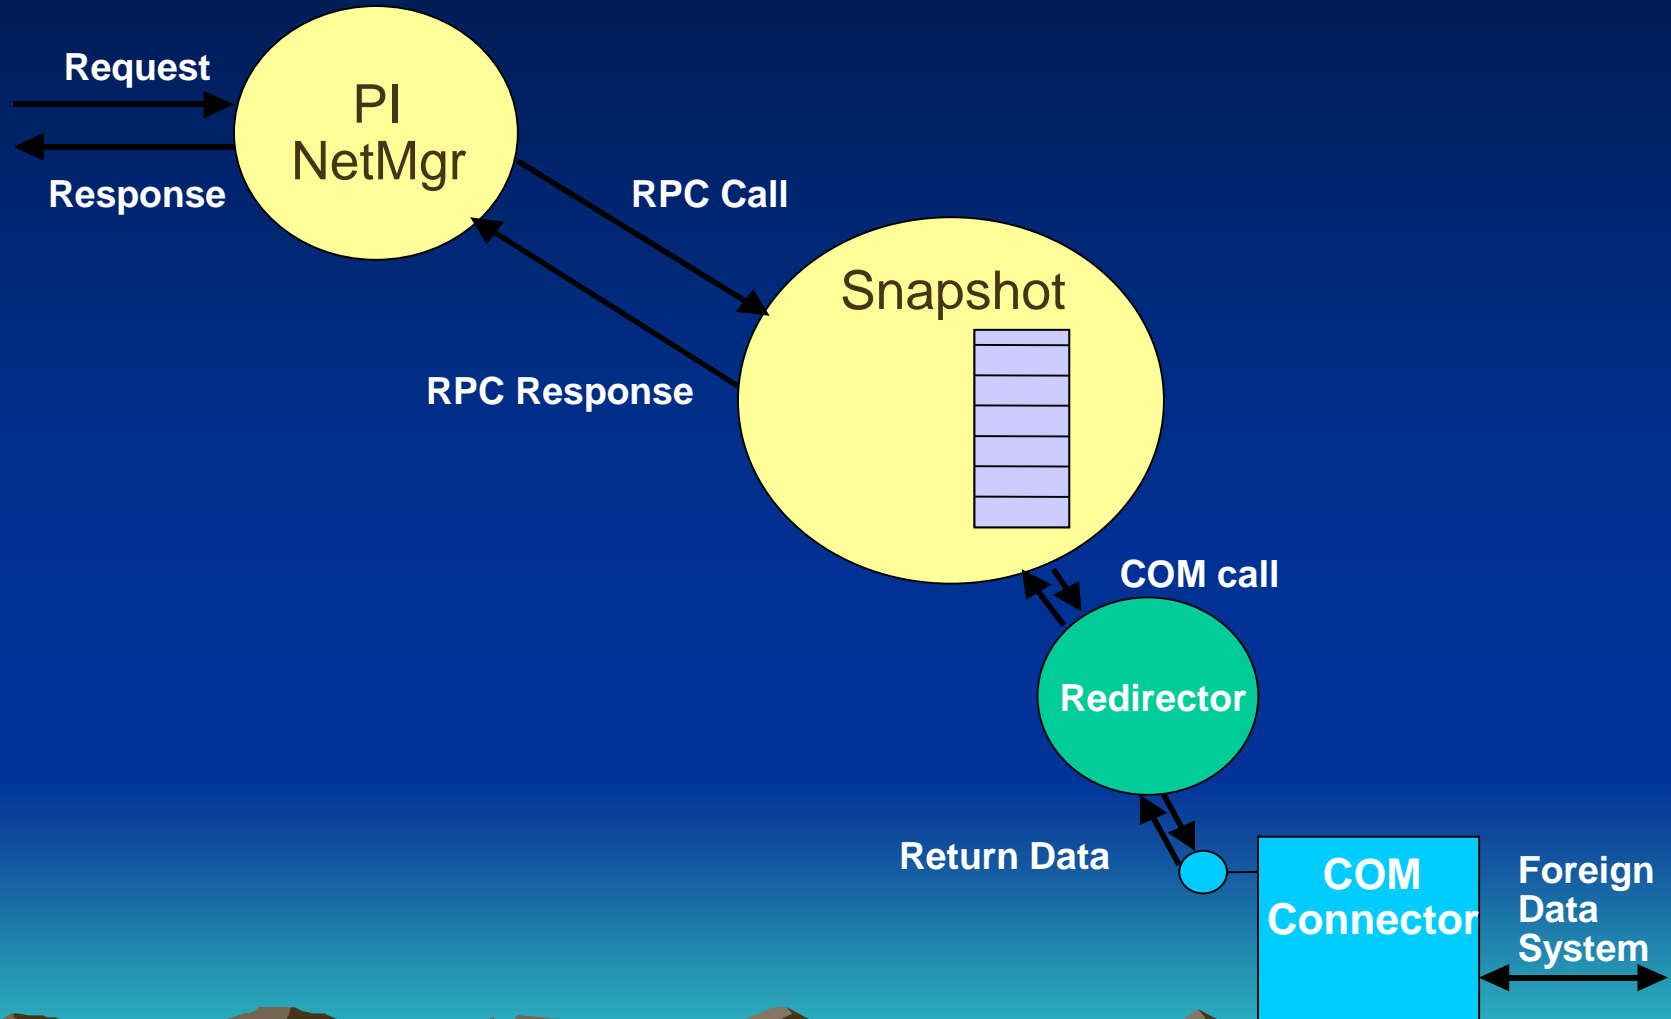 Request
PI
NetMgr
Response
RPC Call
Snapshot
RPC Response
COM call
Redirector
Return Data
COM
Connector
Foreign
Data
System